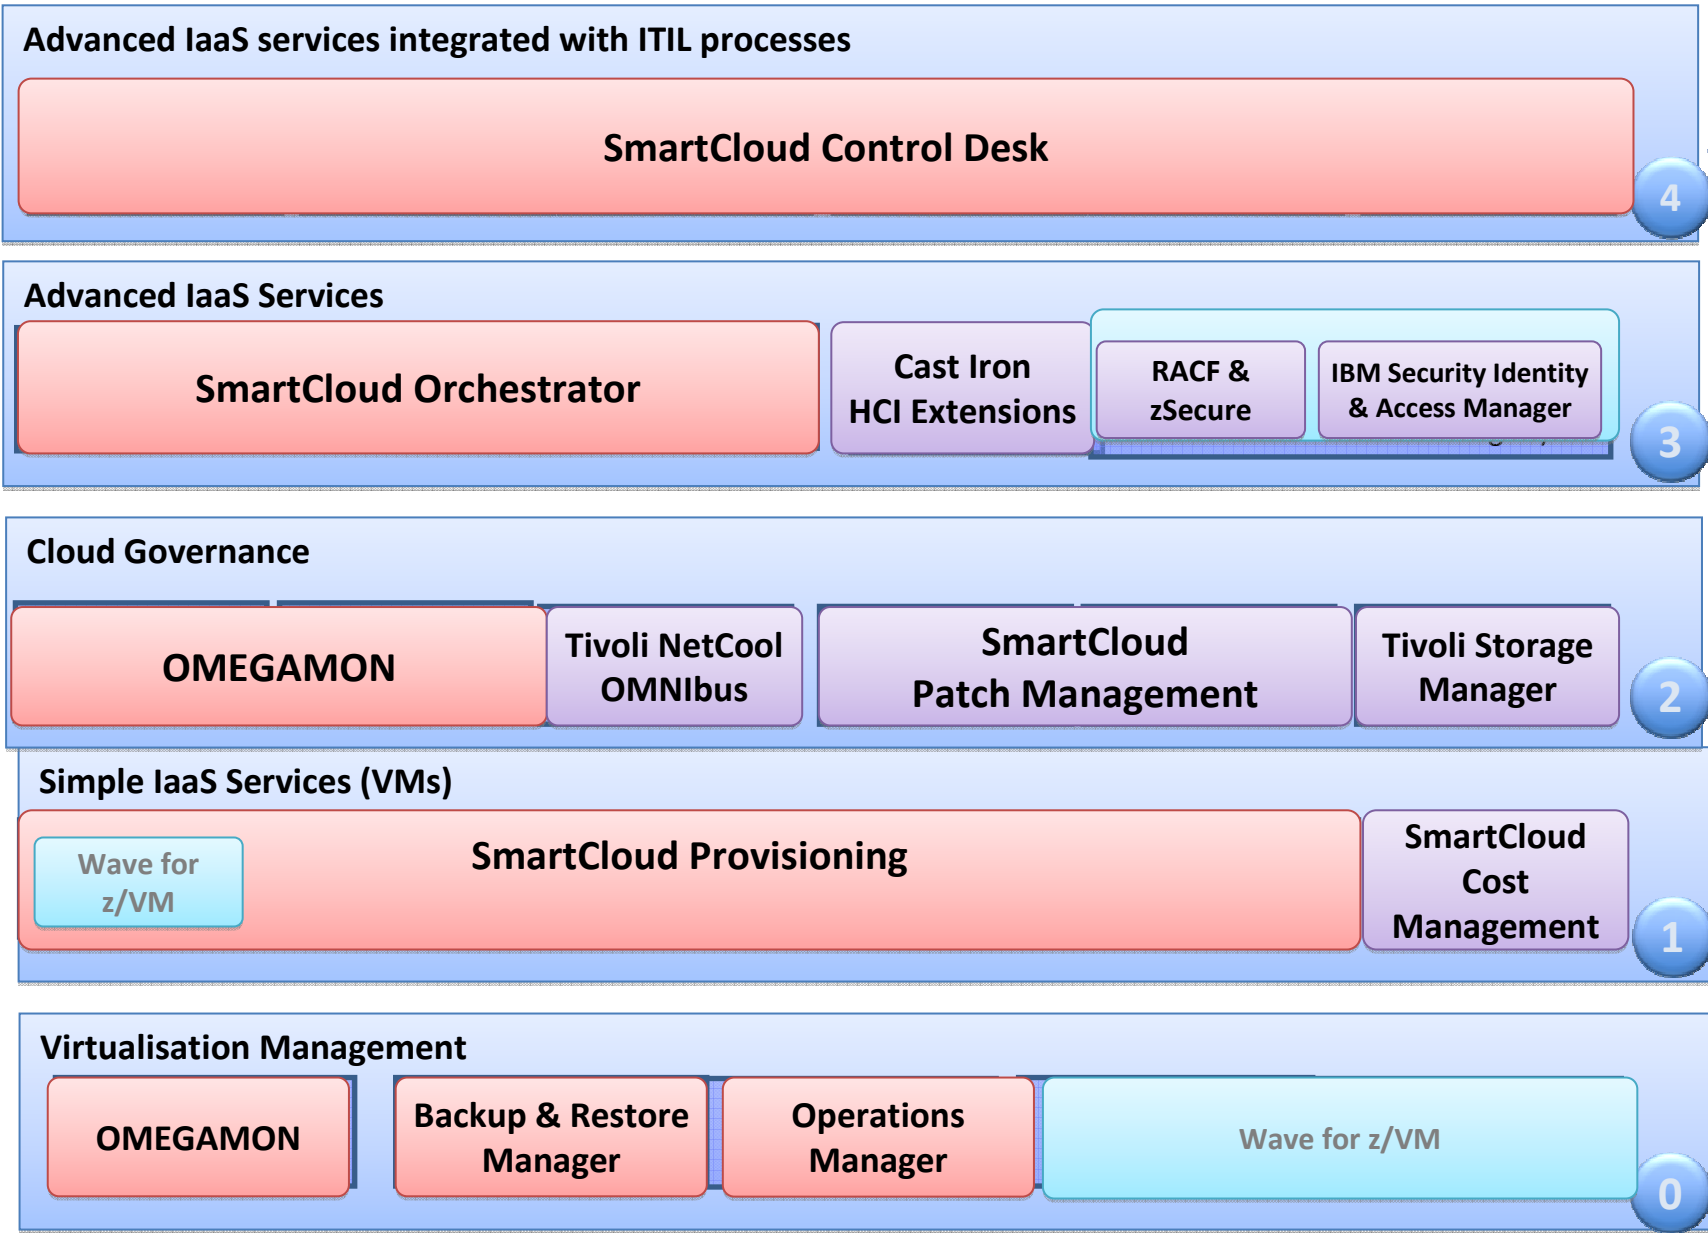 Advanced IaaS services integrated with ITIL processes
SmartCloud Control Desk
4
Advanced IaaS Services
SmartCloud Orchestrator
Cast Iron
HCI Extensions
RACF &
zSecure
IBM Security Identity
& Access Manager
3
Cloud Governance
OMEGAMON
Tivoli NetCool
OMNIbus
SmartCloud
Patch Management
Tivoli Storage
Manager
2
Simple IaaS Services (VMs)
Wave for
z/VM
SmartCloud Provisioning
SmartCloud
Cost
Management
1
Virtualisation Management
OMEGAMON
Backup & Restore
Manager
Operations
Manager
Wave for z/VM
0